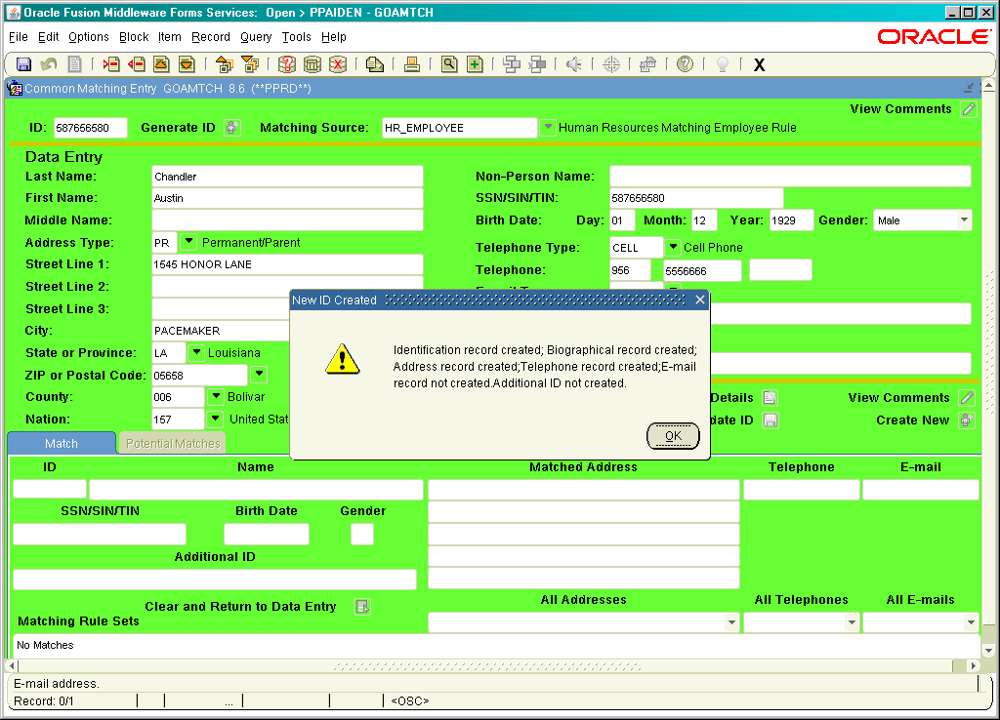 Oracle Fusion Middleware Forms Services: Open > PPAIDEN - GOAMTCH
File Edit Options Block Item Record Query Tools Help
ORACLE
X
Common Matching Entry GOAMTCH 8.6 (**PPRD**)
View Comments
ID: 587656580 Generate ID Matching Source: HR_EMPLOYEE Human Resources Matching Employee Rule
Data Entry
Last Name: Chandler Non-Person Name:
First Name: Austin SSN/SIN/TIN: 587656580
Middle Name: Birth Date: Day: 01 Month: 12 Year: 1929 Gender: Male
Address Type: PR Permanent/Parent Telephone Type: CELL Cell Phone
Street Line 1: 1545 HONOR LANE Telephone: 956 5556666
Street Line 2:
Street Line 3:
City: PACEMAKER
State or Province: LA Louisiana
ZIP or Postal Code: 05658
County: 006 Bolivar Details View Comments
Nation: 157 United Stat date ID Create New
New ID Created
Identification record created; Biographical record created;
Address record created;Telephone record created;E-mail
record not created.Additional ID not created.
OK
Match Potential Matches
ID Name Matched Address Telephone E-mail
SSN/SIN/TIN Birth Date Gender
Additional ID
All Addresses All Telephones All E-mails
Clear and Return to Data Entry
Matching Rule Sets
No Matches
E-mail address.
Record: 0/1 ... <OSC>